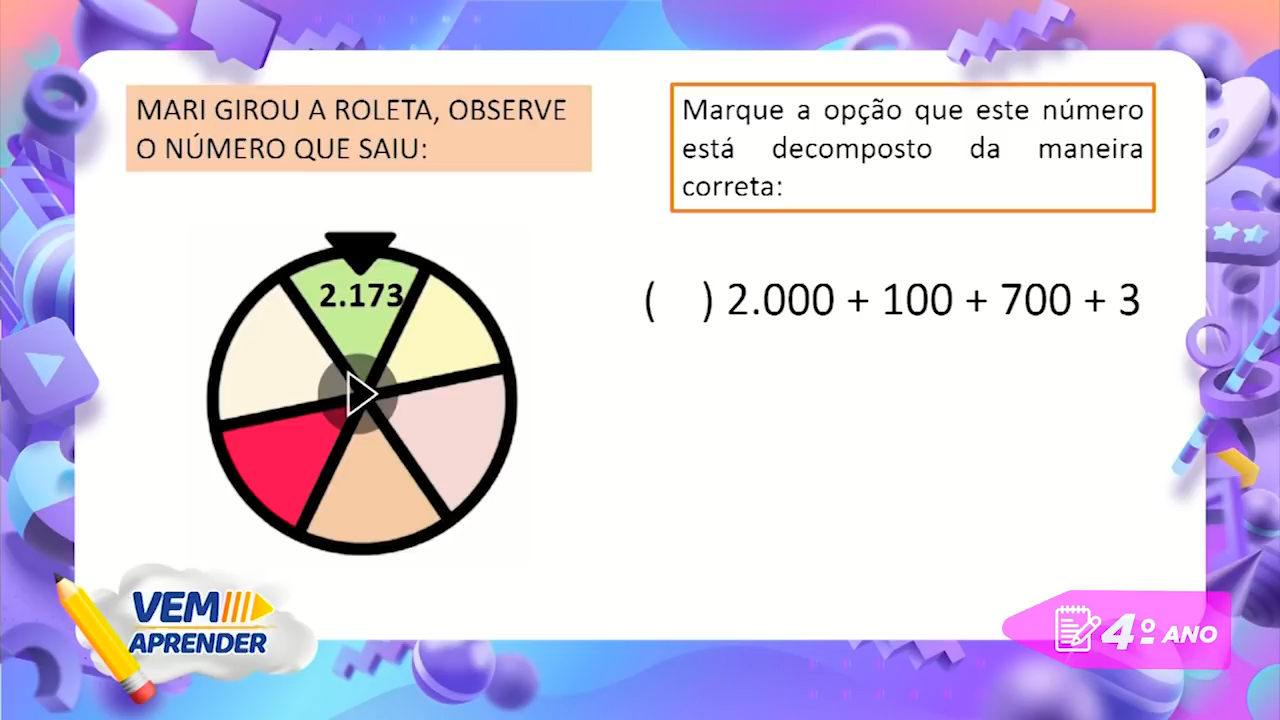 MARI GIROU A ROLETA, OBSERVE
O NÚMERO QUE SAIU:
Marque a opção que este número
está decomposto da maneira
correta:
2.173
( ) 2.000 + 100 + 700 + 3
VEM
APRENDER
4º ANO